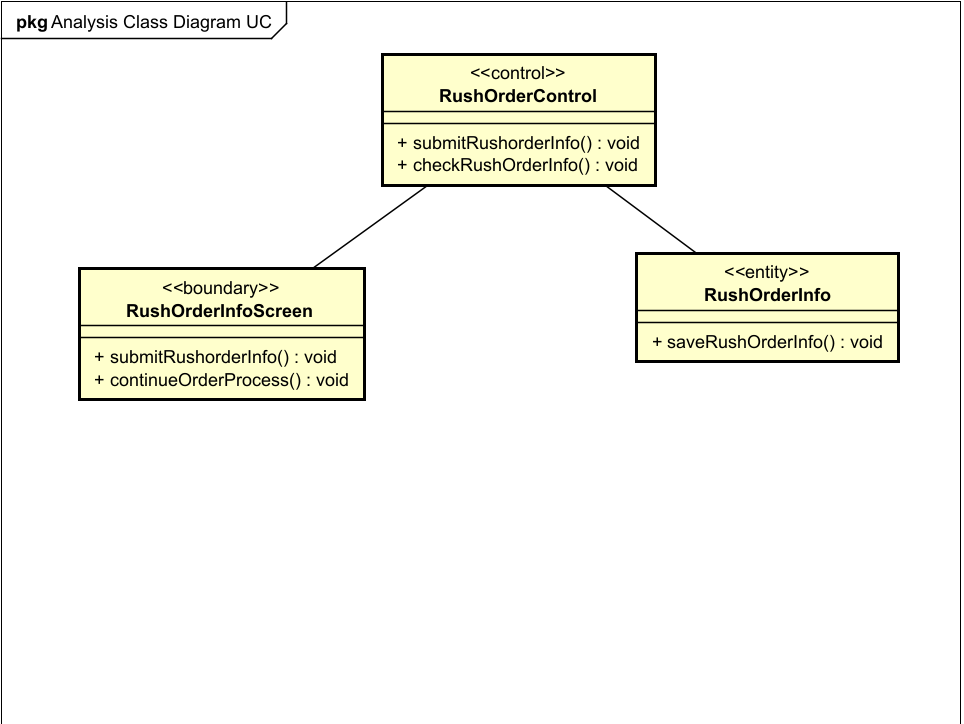 pkg Analysis Class Diagram UC
<<control>>
RushOrderControl
+ submitRushorderInfo() : void
+ checkRushOrderInfo() : void
<<boundary>>
RushOrderInfoScreen
+ submitRushorderInfo() : void
+ continueOrderProcess() : void
<<entity>>
RushOrderInfo
+ saveRushOrderInfo() : void